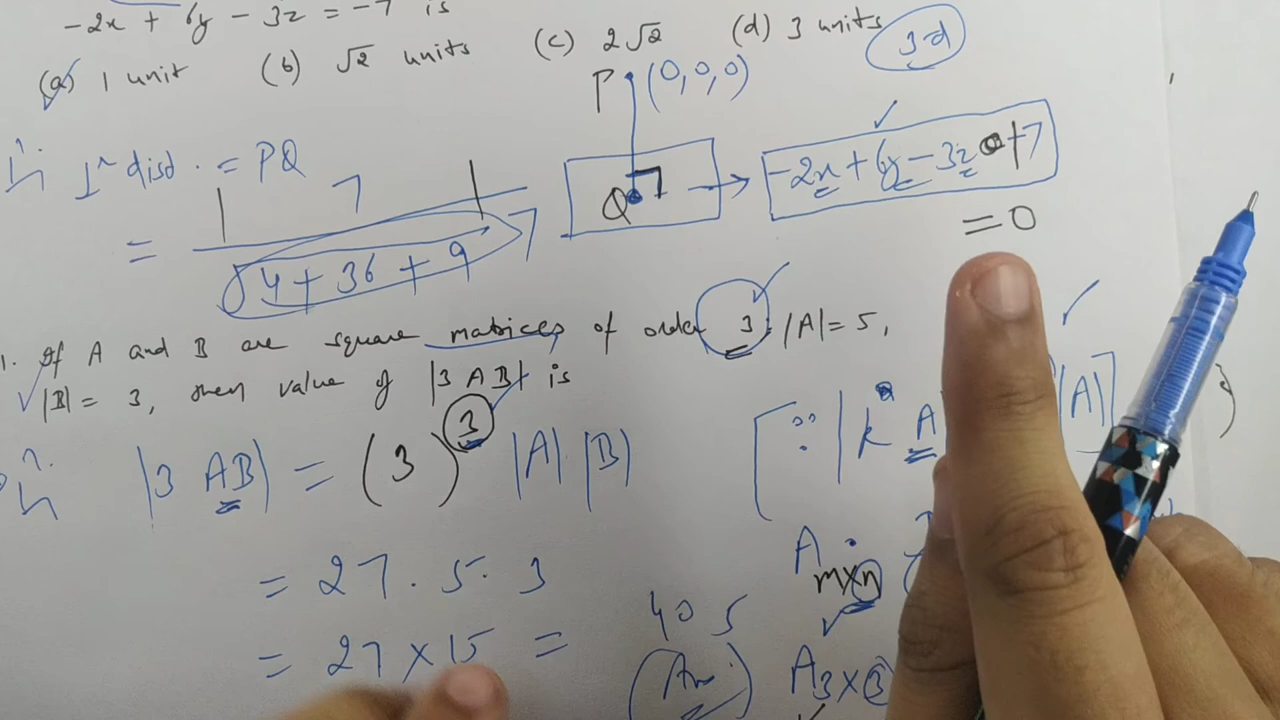 -2x + 6y - 3z = -7 is
(a) 1 unit (b) √2 units (c) 2√2 (d) 3 units
3-d
P (0,0,0)
dist. = PQ
Q
-2x + 6y - 3z + 7
= 0
= | 7 |
√4 + 36 + 9
1. If A and B are square matrices of order 3. |A| = 5,
|B| = 3, then value of |3 AB| is
|3 AB| = (3)^3 |A| |B|
[∵ |k A |A|]
= 27 . 5 . 3
A m×n
= 27 × 15 = 405
(Ans.)
A 3×3